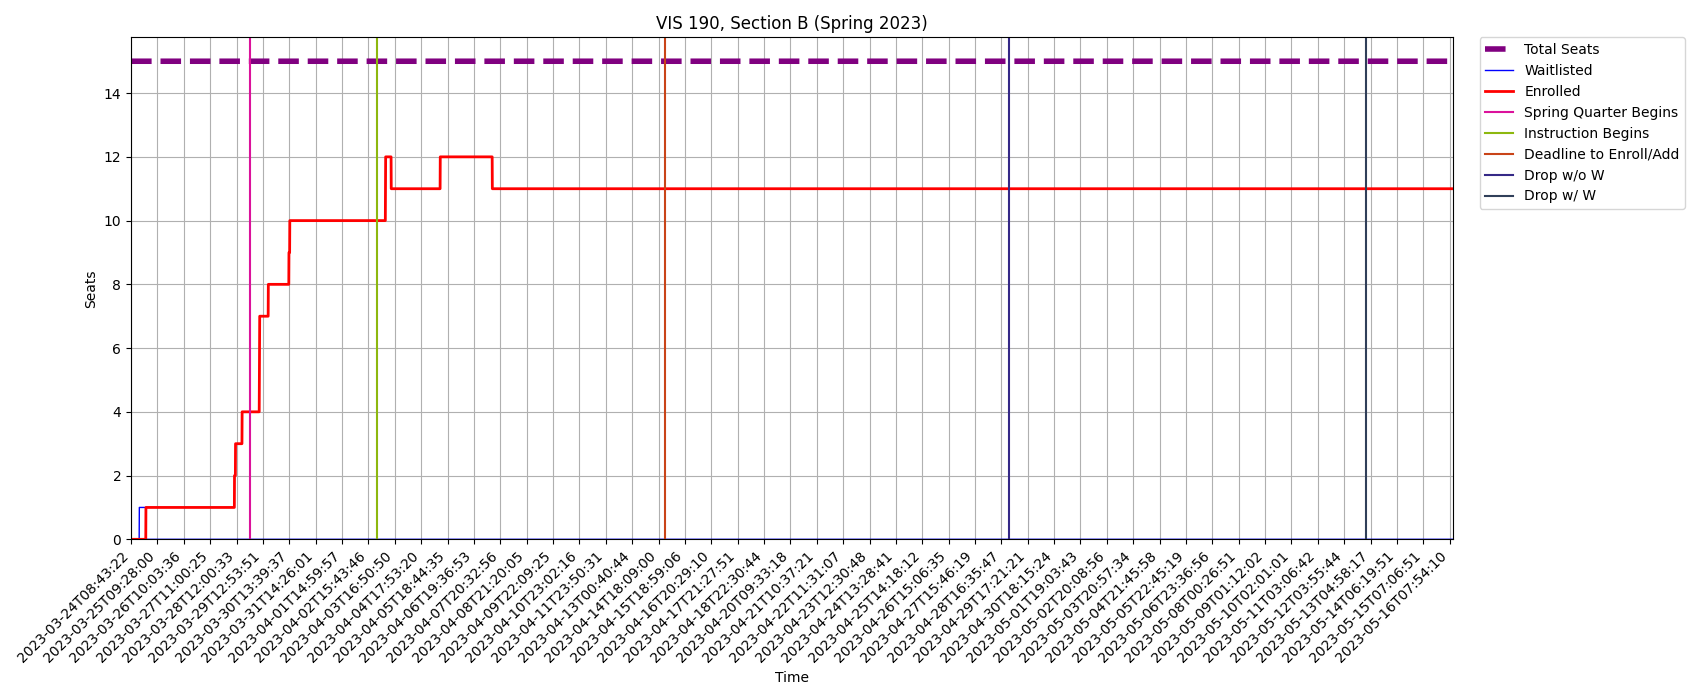 VIS 190, Section B (Spring 2023)
Total Seats
Waitlisted
Enrolled
Spring Quarter Begins
Instruction Begins
Deadline to Enroll/Add
Drop w/o W
Drop w/ W
Seats
14
12
10
8
6
4
2
0
2023-03-24T08:43:22
2023-03-25T09:28:00
2023-03-26T10:03:36
2023-03-27T11:00:25
2023-03-28T12:00:33
2023-03-29T12:53:51
2023-03-30T13:39:37
2023-03-31T14:26:01
2023-04-01T14:59:57
2023-04-02T15:43:46
2023-04-03T16:50:50
2023-04-04T17:53:20
2023-04-05T18:44:35
2023-04-06T19:36:53
2023-04-07T20:32:56
2023-04-08T21:20:05
2023-04-09T22:09:25
2023-04-10T23:02:16
2023-04-11T23:50:31
2023-04-13T00:40:44
2023-04-14T18:09:00
2023-04-15T18:59:06
2023-04-16T20:29:10
2023-04-17T21:27:51
2023-04-18T22:30:44
2023-04-20T09:33:18
2023-04-21T10:37:21
2023-04-22T11:31:07
2023-04-23T12:30:48
2023-04-24T13:28:41
2023-04-25T14:18:12
2023-04-26T15:06:35
2023-04-27T15:46:19
2023-04-28T16:35:47
2023-04-29T17:21:21
2023-04-30T18:15:24
2023-05-01T19:03:43
2023-05-02T20:08:56
2023-05-03T20:57:34
2023-05-04T21:45:58
2023-05-05T22:45:19
2023-05-06T23:36:56
2023-05-08T00:26:51
2023-05-09T01:12:02
2023-05-10T02:01:01
2023-05-11T03:06:42
2023-05-12T03:55:44
2023-05-13T04:58:17
2023-05-14T06:19:51
2023-05-15T07:06:51
2023-05-16T07:54:10
Time